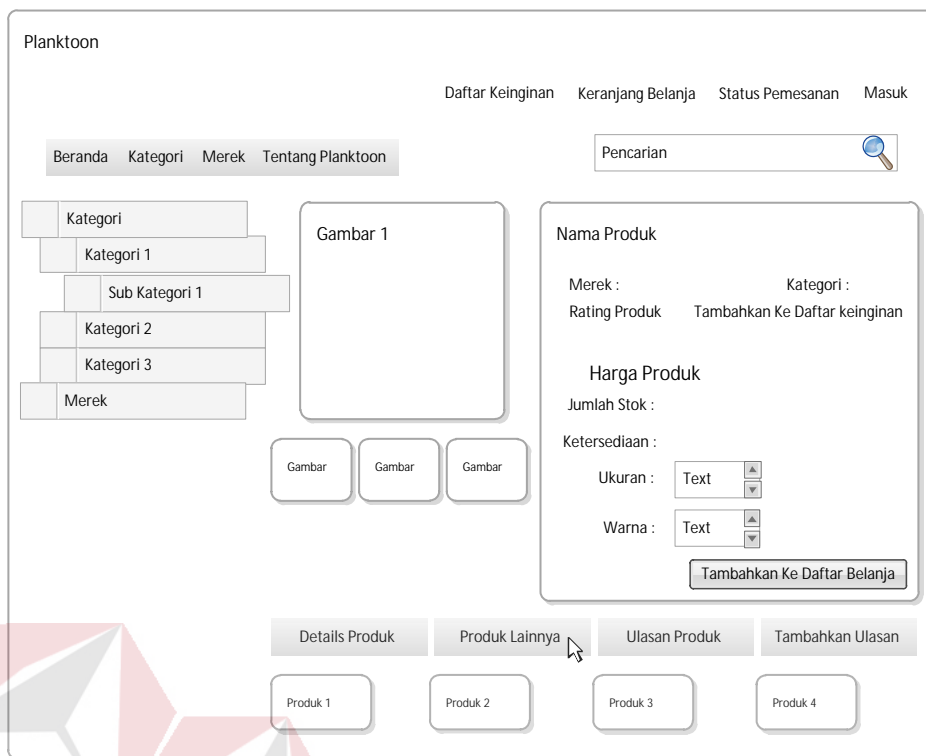 Planktoon
Daftar Keinginan Keranjang Belanja Status Pemesanan Masuk
Beranda Kategori Merek Tentang Planktoon
Pencarian
Kategori
Kategori 1
Sub Kategori 1
Kategori 2
Kategori 3
Merek
Gambar 1
Gambar Gambar Gambar
Nama Produk
Merek : Kategori :
Rating Produk Tambahkan Ke Daftar keinginan
Harga Produk
Jumlah Stok :
Ketersediaan :
Ukuran : Text
Warna : Text
Tambahkan Ke Daftar Belanja
Details Produk Produk Lainnya Ulasan Produk Tambahkan Ulasan
Produk 1 Produk 2 Produk 3 Produk 4